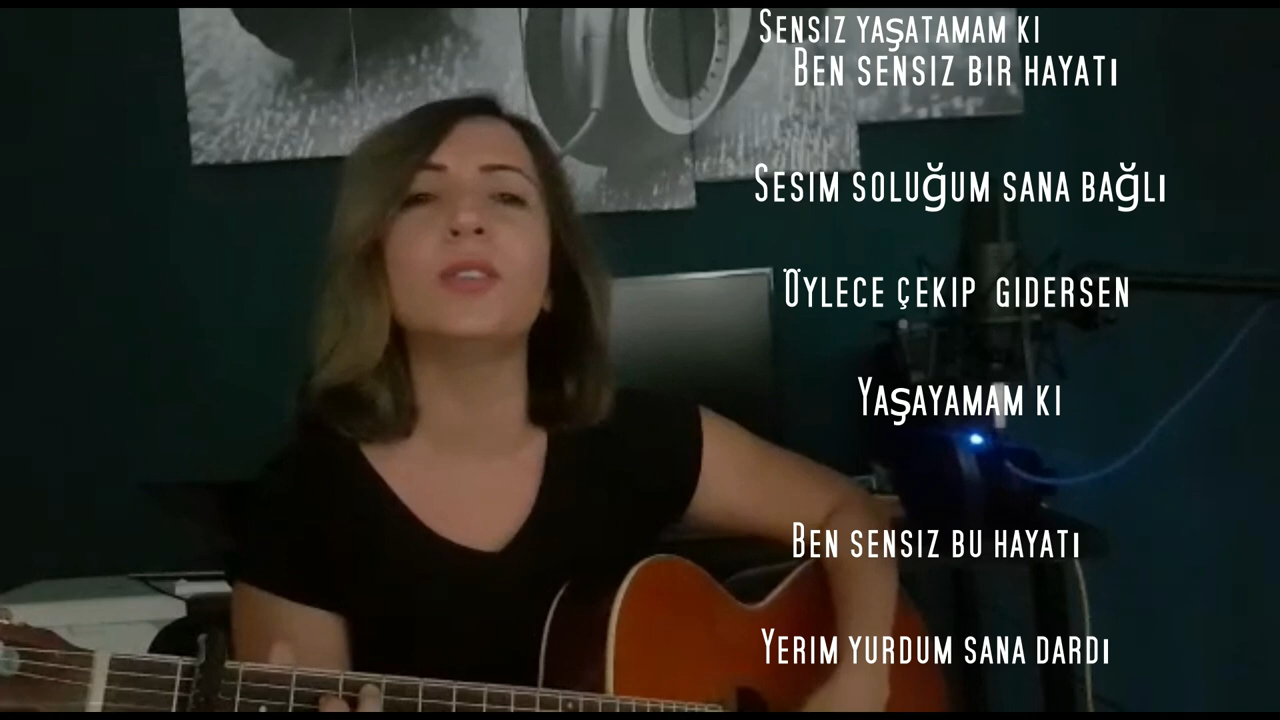 Sensiz yaşatamam ki
Ben sensiz bir hayatı
Sesim soluğum sana bağlı
Öylece çekip gidersen
Yaşayamam ki
Ben sensiz bu hayatı
Yerim yurdum sana dardı